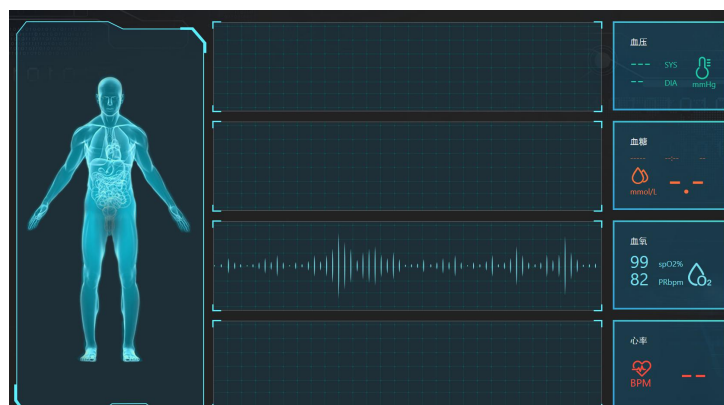 血压
--- SYS
-- DIA mmHg
血糖
----- --:-- --
mmol/L -.-
血氧
99 spO2%
82 PRbpm
O₂
心率
BPM --